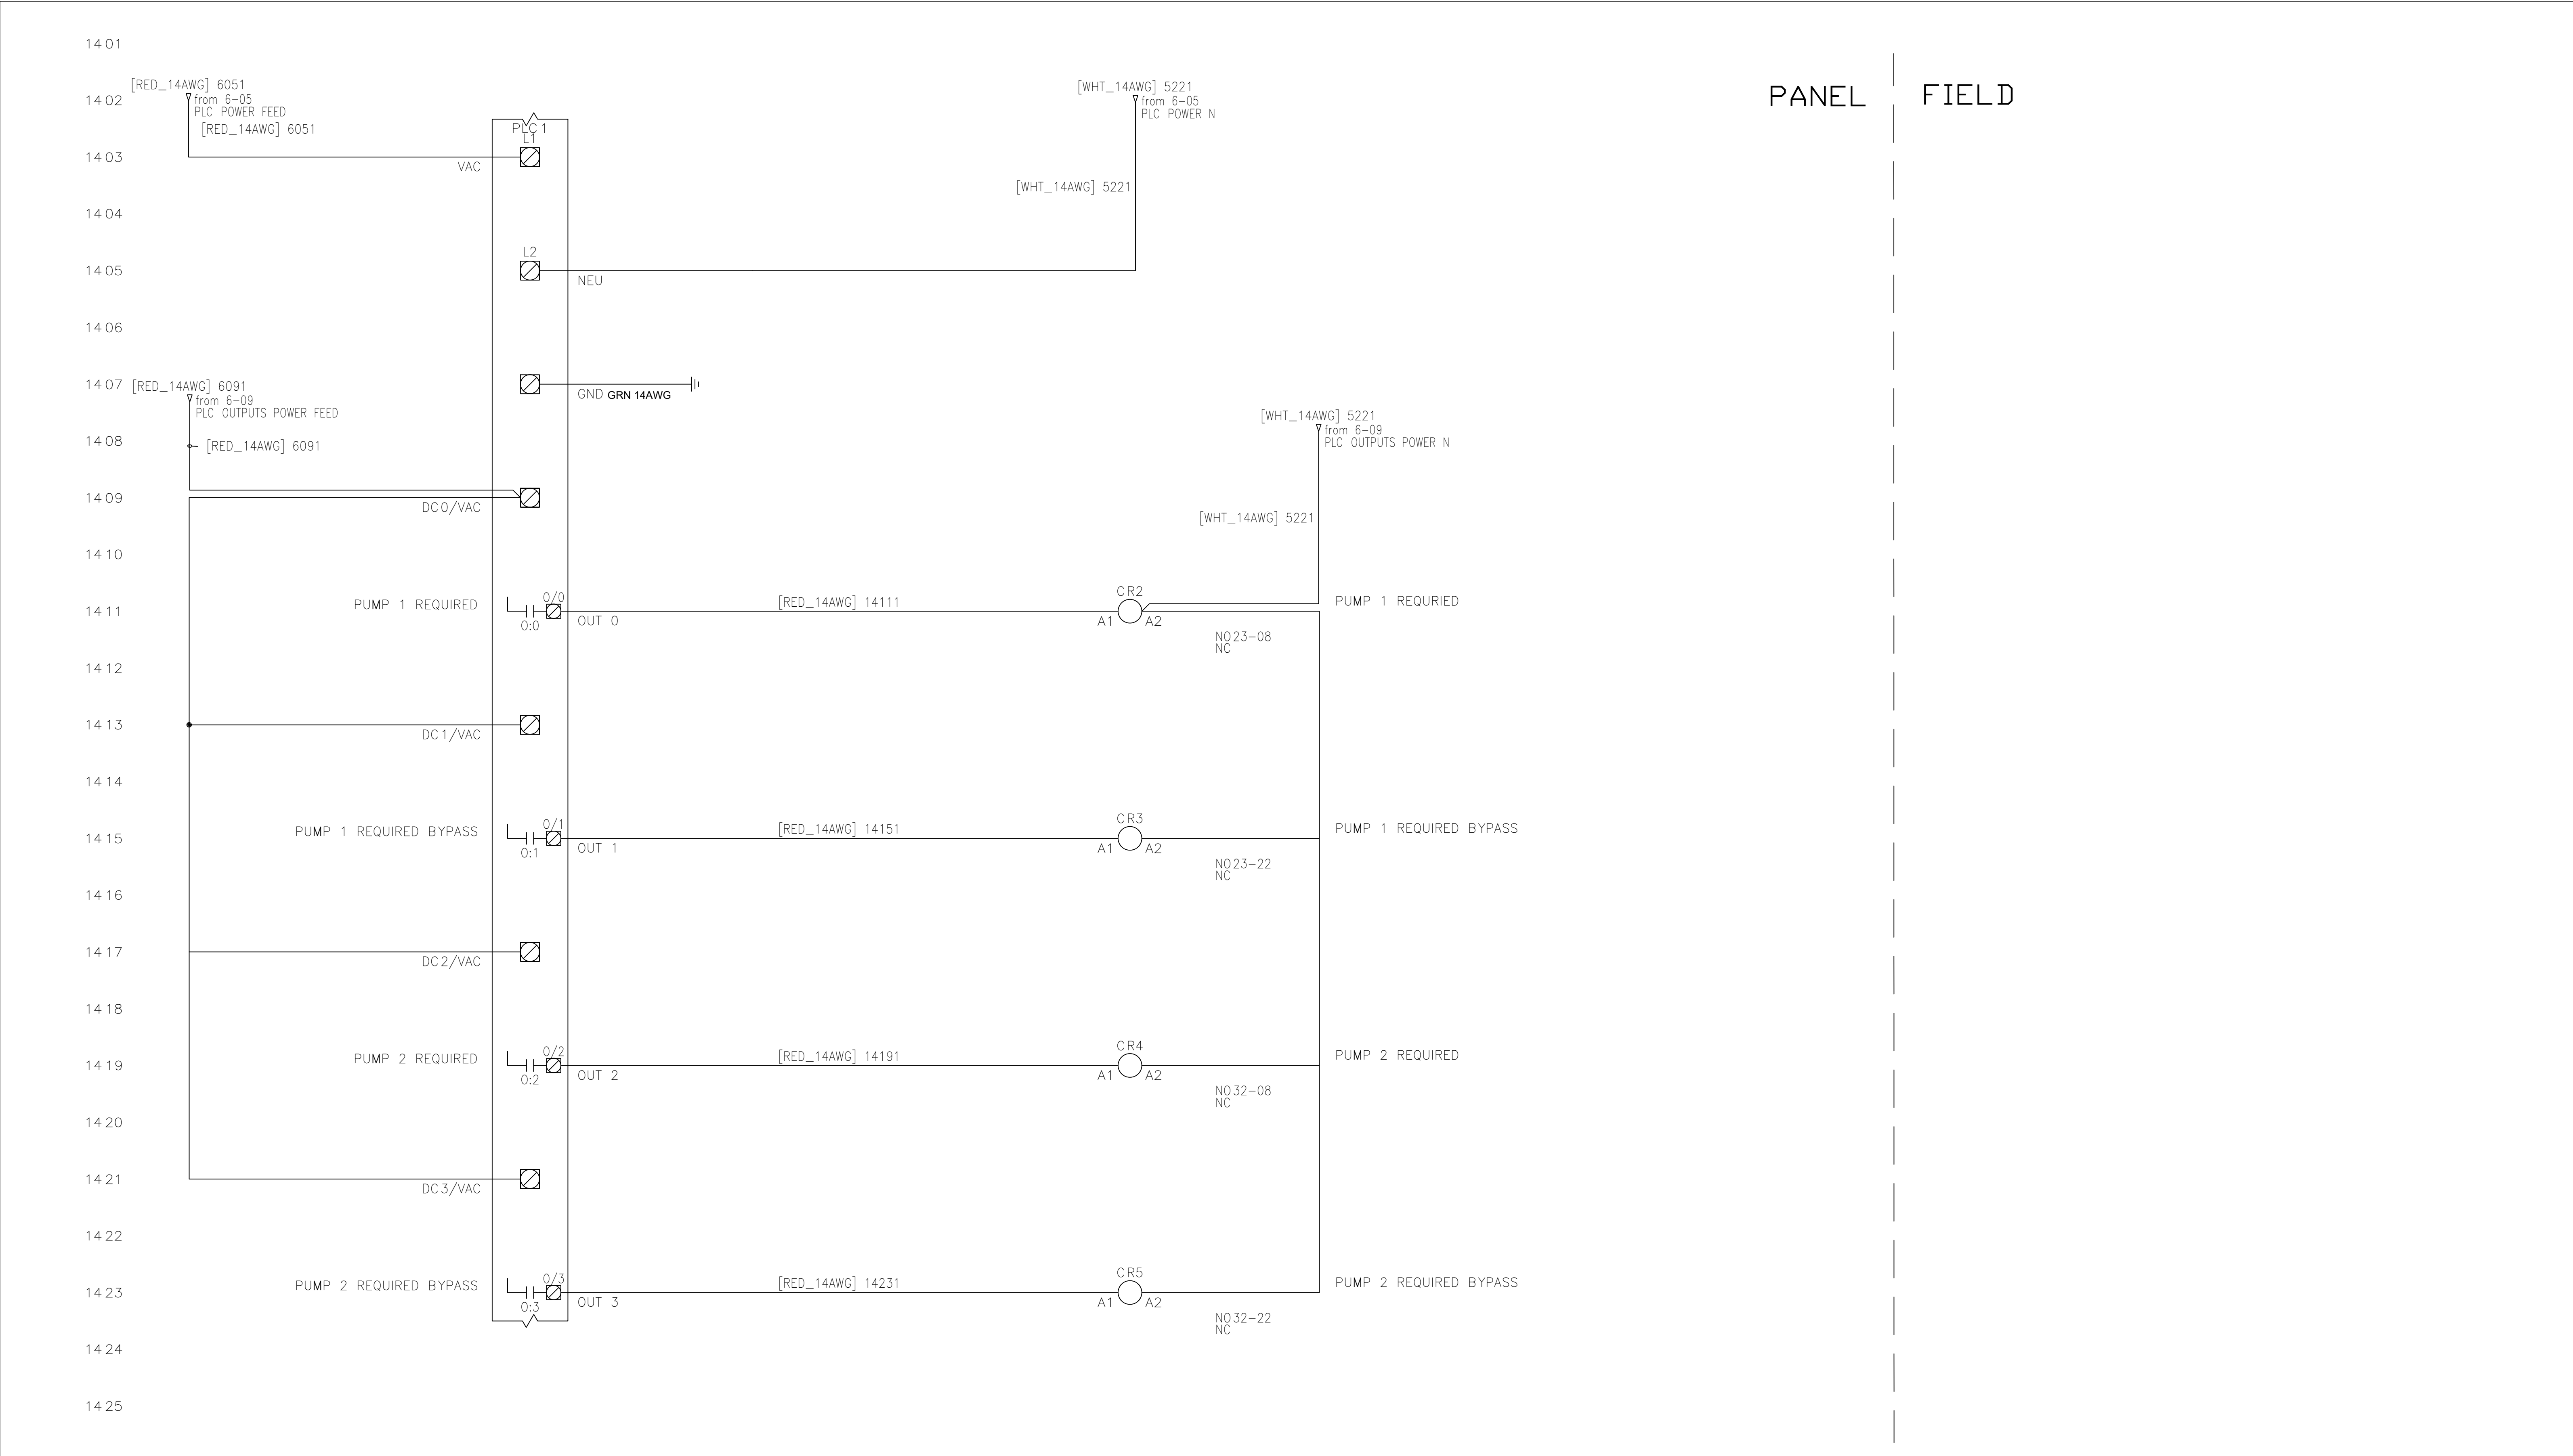 1401
[RED_14AWG] 6051
[WHT_14AWG] 5221
PANEL
FIELD
1402
from 6-05
PLC POWER FEED
from 6-05
PLC POWER N
[RED_14AWG] 6051
PLC1
L1
1403
VAC
[WHT_14AWG] 5221
1404
L2
1405
NEU
1406
1407
[RED_14AWG] 6091
from 6-09
PLC OUTPUTS POWER FEED
GND GRN 14AWG
[WHT_14AWG] 5221
from 6-09
PLC OUTPUTS POWER N
1408
[RED_14AWG] 6091
1409
DC0/VAC
[WHT_14AWG] 5221
1410
PUMP 1 REQUIRED
O/0
[RED_14AWG] 14111
CR2
PUMP 1 REQURIED
1411
O:0
OUT 0
A1
A2
NO23-08
NC
1412
1413
DC1/VAC
1414
PUMP 1 REQUIRED BYPASS
O/1
[RED_14AWG] 14151
CR3
PUMP 1 REQUIRED BYPASS
1415
O:1
OUT 1
A1
A2
NO23-22
NC
1416
1417
DC2/VAC
1418
PUMP 2 REQUIRED
O/2
[RED_14AWG] 14191
CR4
PUMP 2 REQUIRED
1419
O:2
OUT 2
A1
A2
NO32-08
NC
1420
1421
DC3/VAC
1422
PUMP 2 REQUIRED BYPASS
O/3
[RED_14AWG] 14231
CR5
PUMP 2 REQUIRED BYPASS
1423
O:3
OUT 3
A1
A2
NO32-22
NC
1424
1425